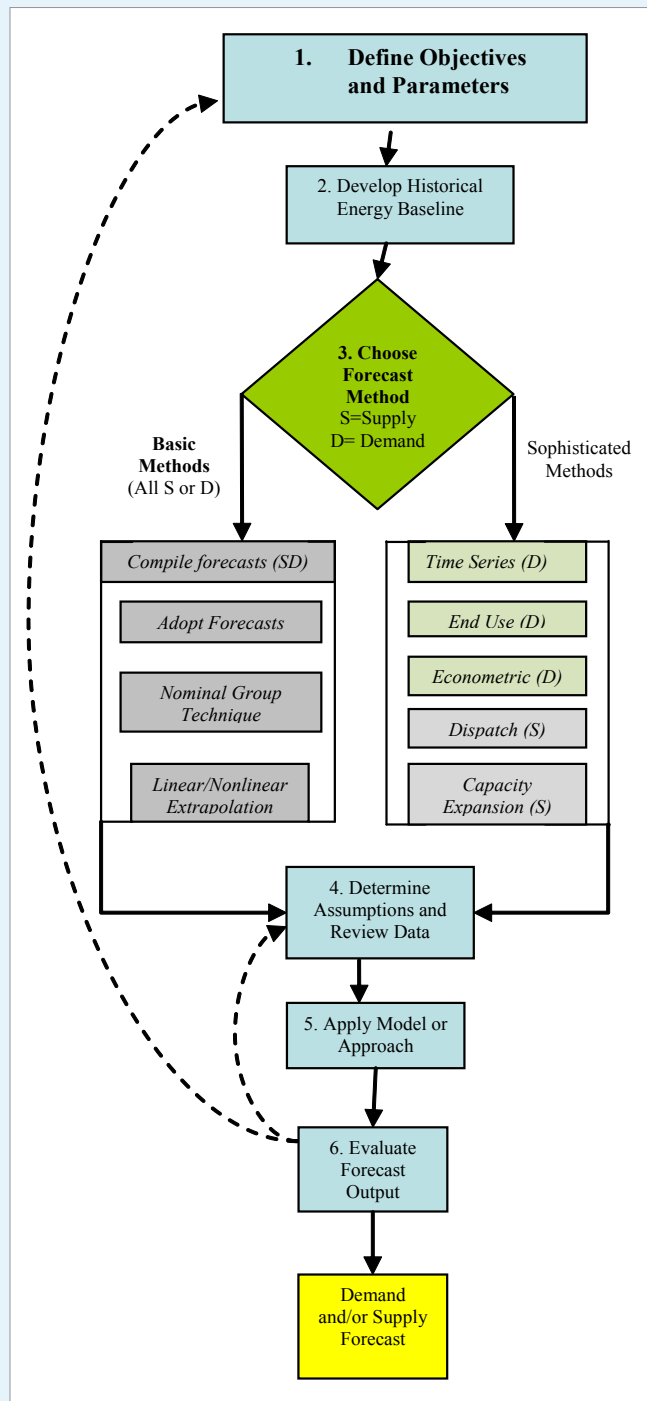 1. Define Objectives
and Parameters
2. Develop Historical
Energy Baseline
3. Choose
Forecast
Method
S=Supply
D= Demand
Basic
Methods
(All S or D)
Sophisticated
Methods
Compile forecasts (SD)
Adopt Forecasts
Nominal Group
Technique
Linear/Nonlinear
Extrapolation
Time Series (D)
End Use (D)
Econometric (D)
Dispatch (S)
Capacity
Expansion (S)
4. Determine
Assumptions and
Review Data
5. Apply Model or
Approach
6. Evaluate
Forecast
Output
Demand
and/or Supply
Forecast